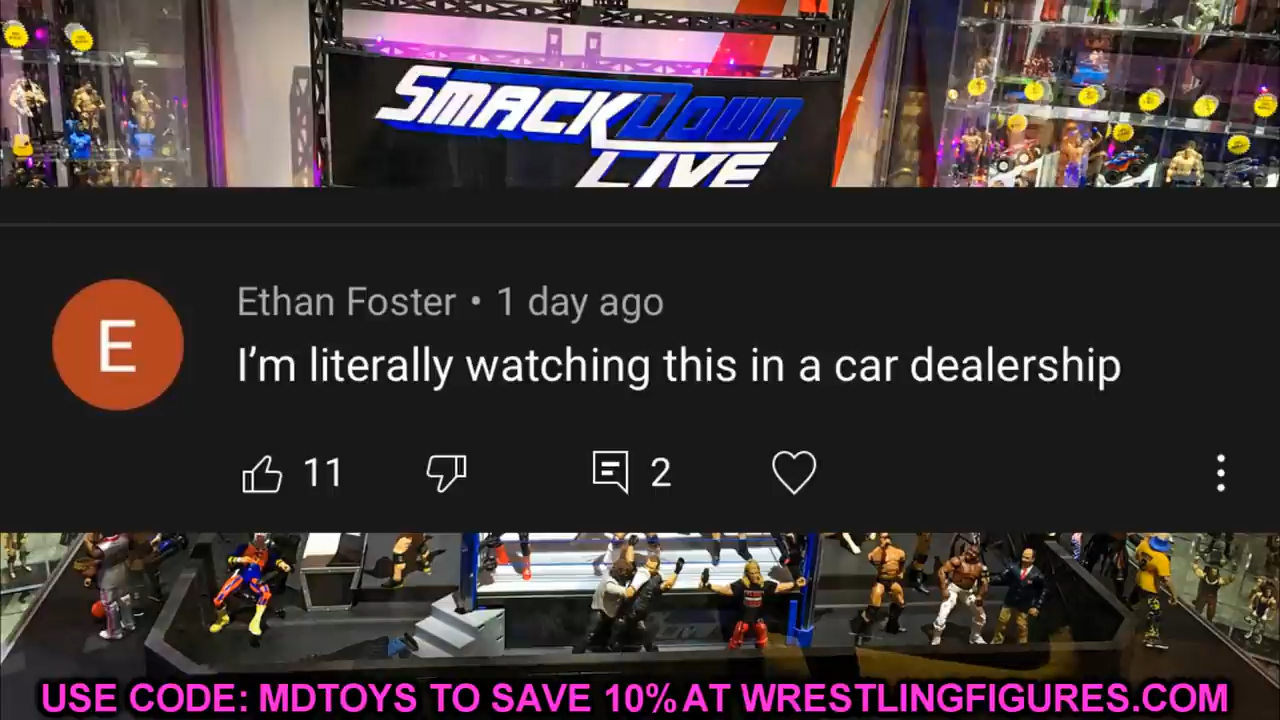 SMACKDOWN
LIVE
E
Ethan Foster • 1 day ago
I'm literally watching this in a car dealership
11
2
USE CODE: MDTOYS TO SAVE 10% AT WRESTLINGFIGURES.COM